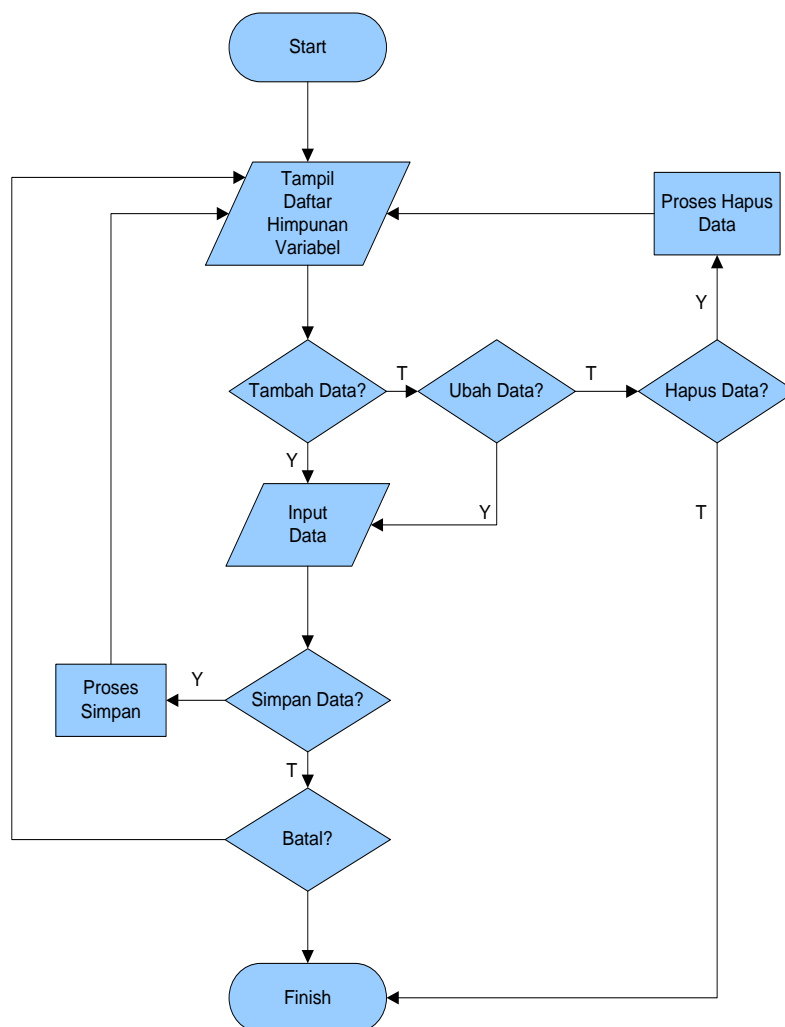 Start
Tampil
Daftar
Himpunan
Variabel
Proses Hapus
Data
Y
Tambah Data?
T
Ubah Data?
T
Hapus Data?
Y
Input
Data
Y
T
Proses
Simpan
Y
Simpan Data?
T
Batal?
Finish